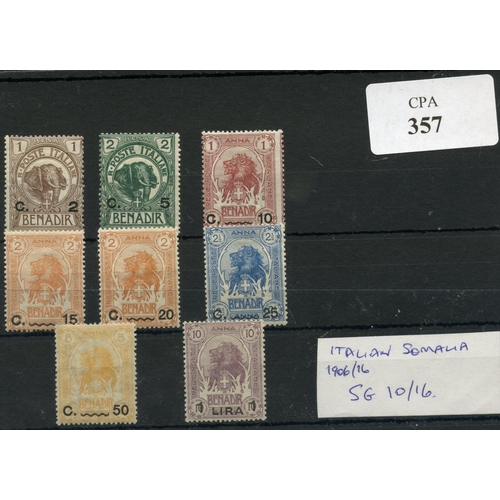 CPA
357
1 1
POSTE ITALIANE
C. 2
BENADIR
2 2
POSTE ITALIANE
C. 5
BENADIR
1 ANNA 1
BENADIR
C. 10
2 ANNA 2
BENADIR
C. 15
2 ANNA 2
BENADIR
C. 20
2½ ANNA 2½
BENADIR
C. 25
5 ANNA 5
BENADIR
C. 50
10 ANNA 10
BENADIR
1 LIRA 1
ITALIAN SOMALIA
1906/16
SG 10/16.